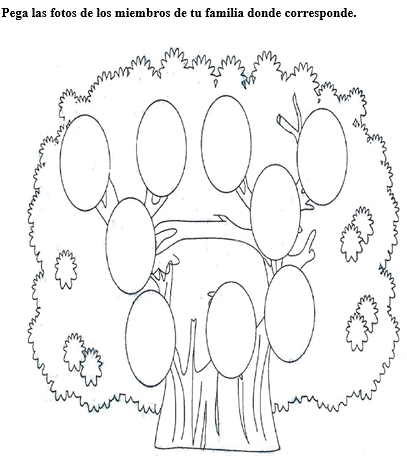 Pega las fotos de los miembros de tu familia donde corresponde.